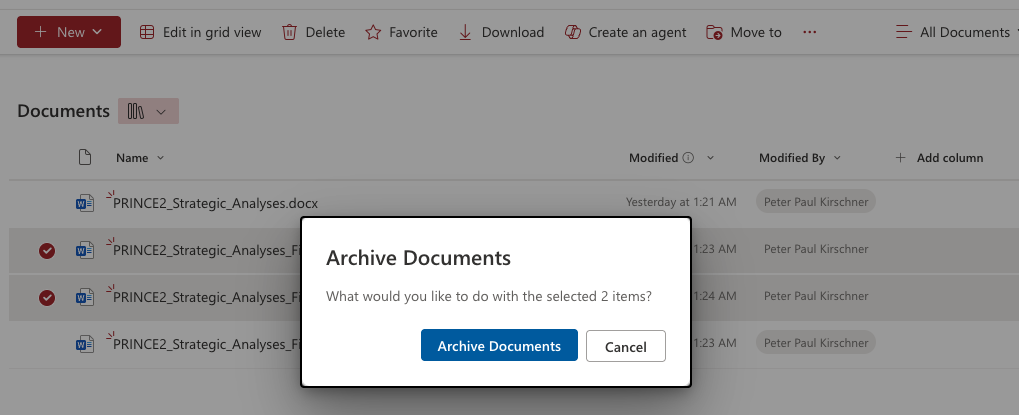 New Edit in grid view Delete Favorite Download Create an agent Move to ... All Documents
Documents
Name Modified Modified By Add column
PRINCE2_Strategic_Analyses.docx Yesterday at 1:21 AM Peter Paul Kirschner
PRINCE2_Strategic_Analyses_Fi 1:23 AM Peter Paul Kirschner
PRINCE2_Strategic_Analyses_Fi 1:24 AM Peter Paul Kirschner
PRINCE2_Strategic_Analyses_Fi 1:23 AM Peter Paul Kirschner
Archive Documents
What would you like to do with the selected 2 items?
Archive Documents Cancel